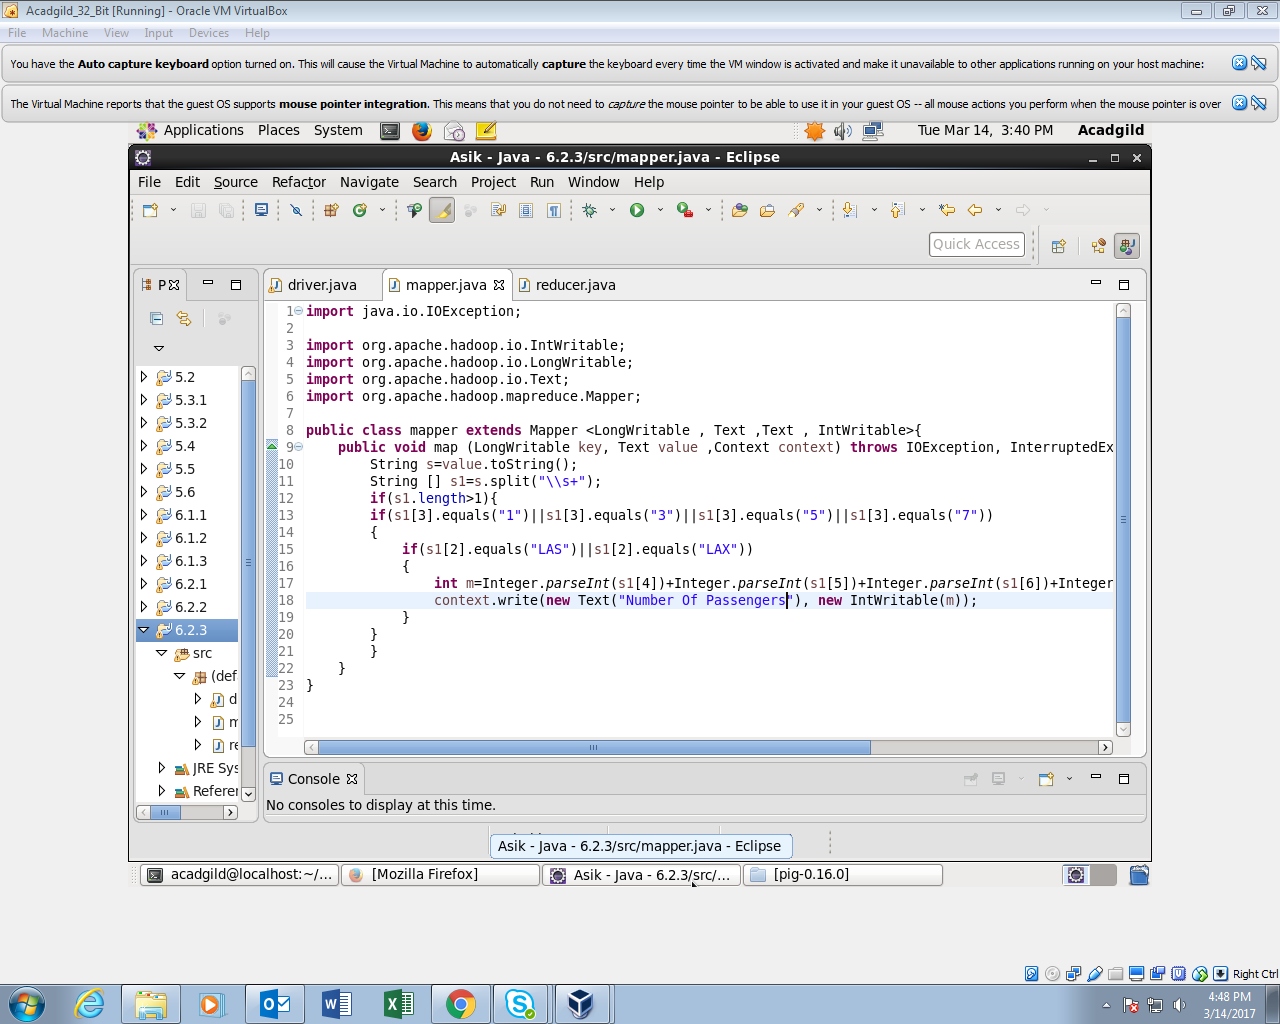 Acadgild_32_Bit [Running] - Oracle VM VirtualBox
File Machine View Input Devices Help
You have the Auto capture keyboard option turned on. This will cause the Virtual Machine to automatically capture the keyboard every time the VM window is activated and make it unavailable to other applications running on your host machine:
The Virtual Machine reports that the guest OS supports mouse pointer integration. This means that you do not need to capture the mouse pointer to be able to use it in your guest OS -- all mouse actions you perform when the mouse pointer is over
Applications Places System Tue Mar 14, 3:40 PM Acadgild
Asik - Java - 6.2.3/src/mapper.java - Eclipse
File Edit Source Refactor Navigate Search Project Run Window Help
Quick Access
P driver.java mapper.java reducer.java
1 import java.io.IOException;
2
3 import org.apache.hadoop.io.IntWritable;
4 import org.apache.hadoop.io.LongWritable;
5 import org.apache.hadoop.io.Text;
6 import org.apache.hadoop.mapreduce.Mapper;
7
8 public class mapper extends Mapper <LongWritable , Text ,Text , IntWritable>{
9 public void map (LongWritable key, Text value ,Context context) throws IOException, InterruptedEx
10 String s=value.toString();
11 String [] s1=s.split("\\s+");
12 if(s1.length>1){
13 if(s1[3].equals("1")||s1[3].equals("3")||s1[3].equals("5")||s1[3].equals("7"))
14 {
15 if(s1[2].equals("LAS")||s1[2].equals("LAX"))
16 {
17 int m=Integer.parseInt(s1[4])+Integer.parseInt(s1[5])+Integer.parseInt(s1[6])+Integer
18 context.write(new Text("Number Of Passengers"), new IntWritable(m));
19 }
20 }
21 }
22 }
23 }
24
25
5.2
5.3.1
5.3.2
5.4
5.5
5.6
6.1.1
6.1.2
6.1.3
6.2.1
6.2.2
6.2.3
src
(def
d
m
re
JRE Sys
Referer
Console
No consoles to display at this time.
Asik - Java - 6.2.3/src/mapper.java - Eclipse
acadgild@localhost:~/... [Mozilla Firefox] Asik - Java - 6.2.3/src/... [pig-0.16.0]
Right Ctrl
4:48 PM
3/14/2017